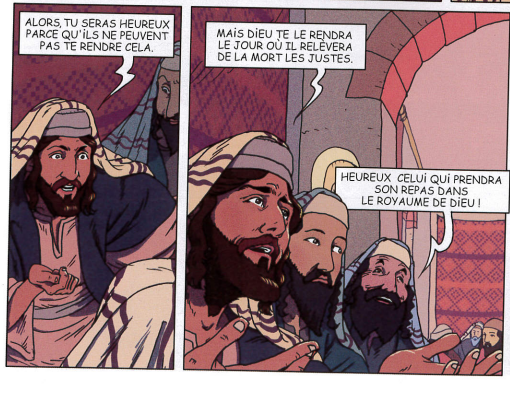 ALORS, TU SERAS HEUREUX
PARCE QU'ILS NE PEUVENT
PAS TE RENDRE CELA.
MAiS DiEU TE LE RENDRA
LE JOUR OÙ iL RELÈVERA
DE LA MORT LES JUSTES.
HEUREUX CELUi QUi PRENDRA
SON REPAS DANS
LE ROYAUME DE DiEU !